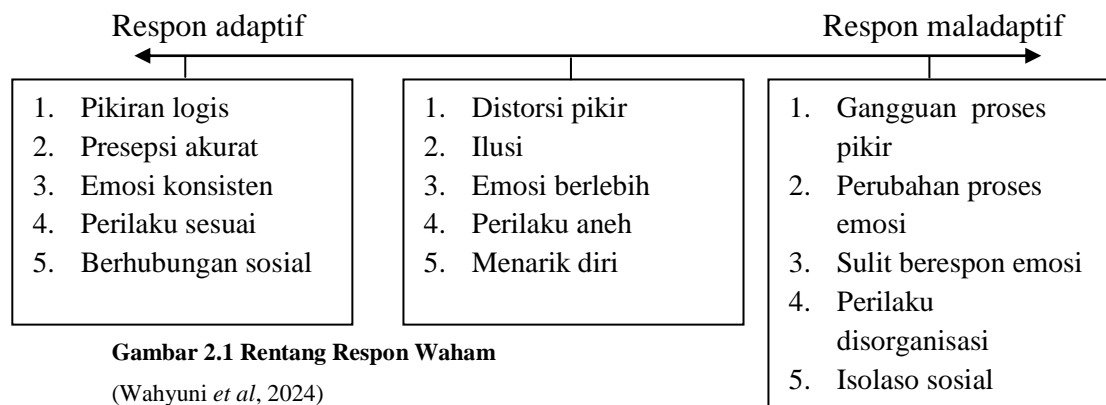 Respon adaptif
Respon maladaptif
1. Pikiran logis
2. Presepsi akurat
3. Emosi konsisten
4. Perilaku sesuai
5. Berhubungan sosial
1. Distorsi pikir
2. Ilusi
3. Emosi berlebih
4. Perilaku aneh
5. Menarik diri
1. Gangguan proses
pikir
2. Perubahan proses
emosi
3. Sulit berespon emosi
4. Perilaku
disorganisasi
5. Isolaso sosial
Gambar 2.1 Rentang Respon Waham
(Wahyuni et al, 2024)